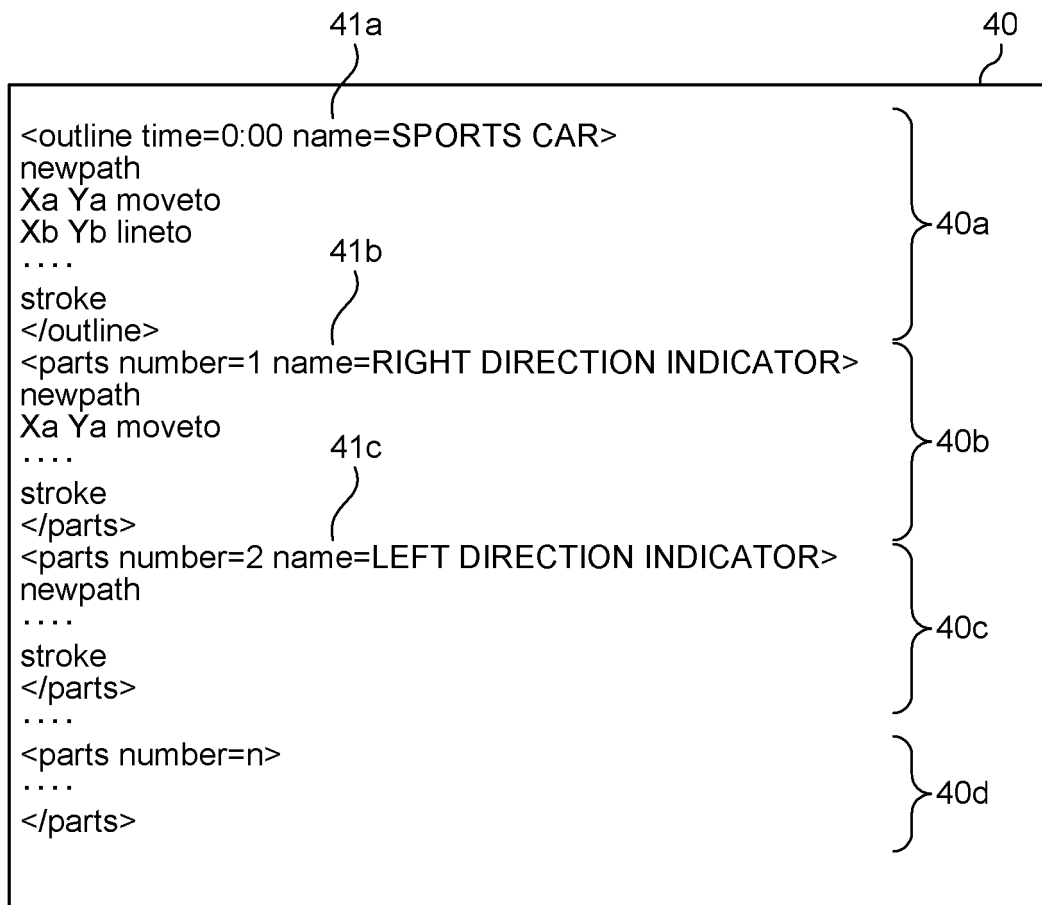 41a
40
<outline time=0:00 name=SPORTS CAR>
newpath
Xa Ya moveto
Xb Yb lineto
....
stroke
</outline>
40a
41b
<parts number=1 name=RIGHT DIRECTION INDICATOR>
newpath
Xa Ya moveto
....
stroke
</parts>
40b
41c
<parts number=2 name=LEFT DIRECTION INDICATOR>
newpath
....
stroke
</parts>
40c
....
<parts number=n>
....
</parts>
40d